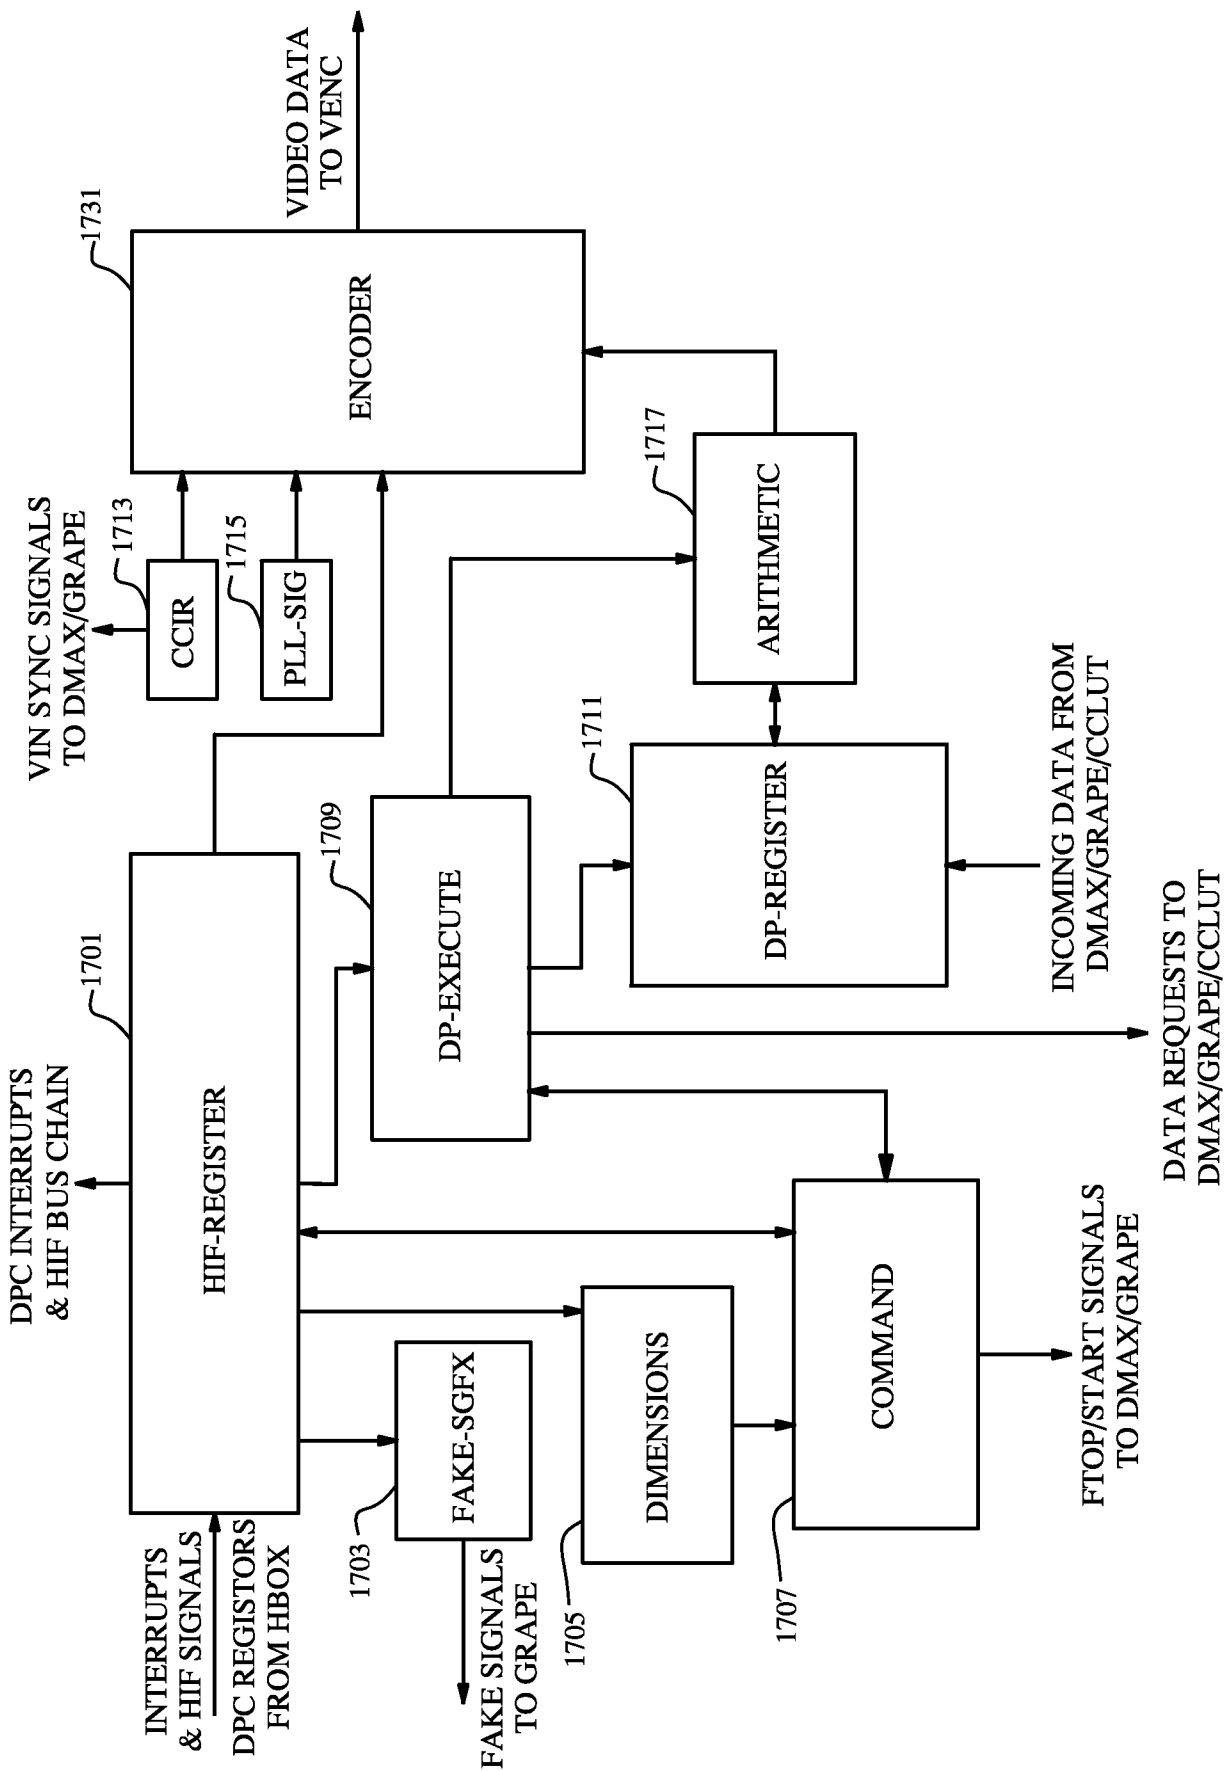 INTERRUPTS
& HIF SIGNALS
DPC REGISTORS
FROM HBOX
DPC INTERRUPTS
& HIF BUS CHAIN
1701
HIF-REGISTER
VIN SYNC SIGNALS
TO DMAX/GRAPE
1713
CCIR
1715
PLL-SIG
1731
ENCODER
VIDEO DATA
TO VENC
1703
FAKE-SGFX
FAKE SIGNALS
TO GRAPE
1709
DP-EXECUTE
1705
DIMENSIONS
1711
DP-REGISTER
1717
ARITHMETIC
1707
COMMAND
FTOP/START SIGNALS
TO DMAX/GRAPE
DATA REQUESTS TO
DMAX/GRAPE/CCLUT
INCOMING DATA FROM
DMAX/GRAPE/CCLUT